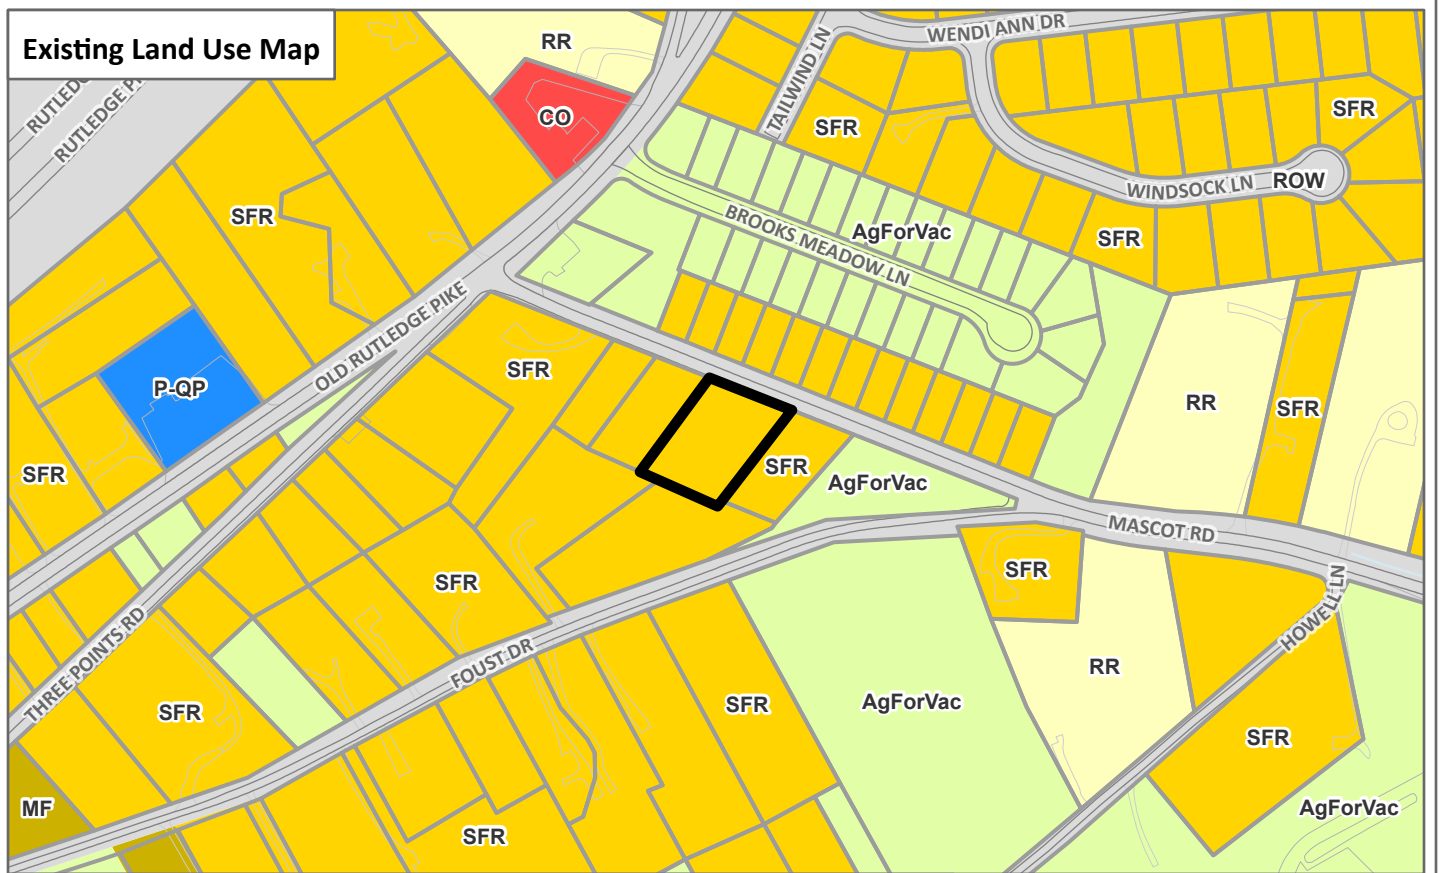 Existing Land Use Map
RR
WENDI ANN DR
TAILWIND LN
RUTLEDG
RUTLEDGE PIK
CO
SFR
SFR
WINDSOCK LN
ROW
SFR
BROOKS MEADOW LN
AgForVac
SFR
OLD RUTLEDGE PIKE
P-QP
SFR
RR
SFR
SFR
SFR
AgForVac
MASCOT RD
SFR
SFR
HOWELL LN
THREE POINTS RD
FOUST DR
RR
SFR
SFR
AgForVac
SFR
MF
SFR
AgForVac